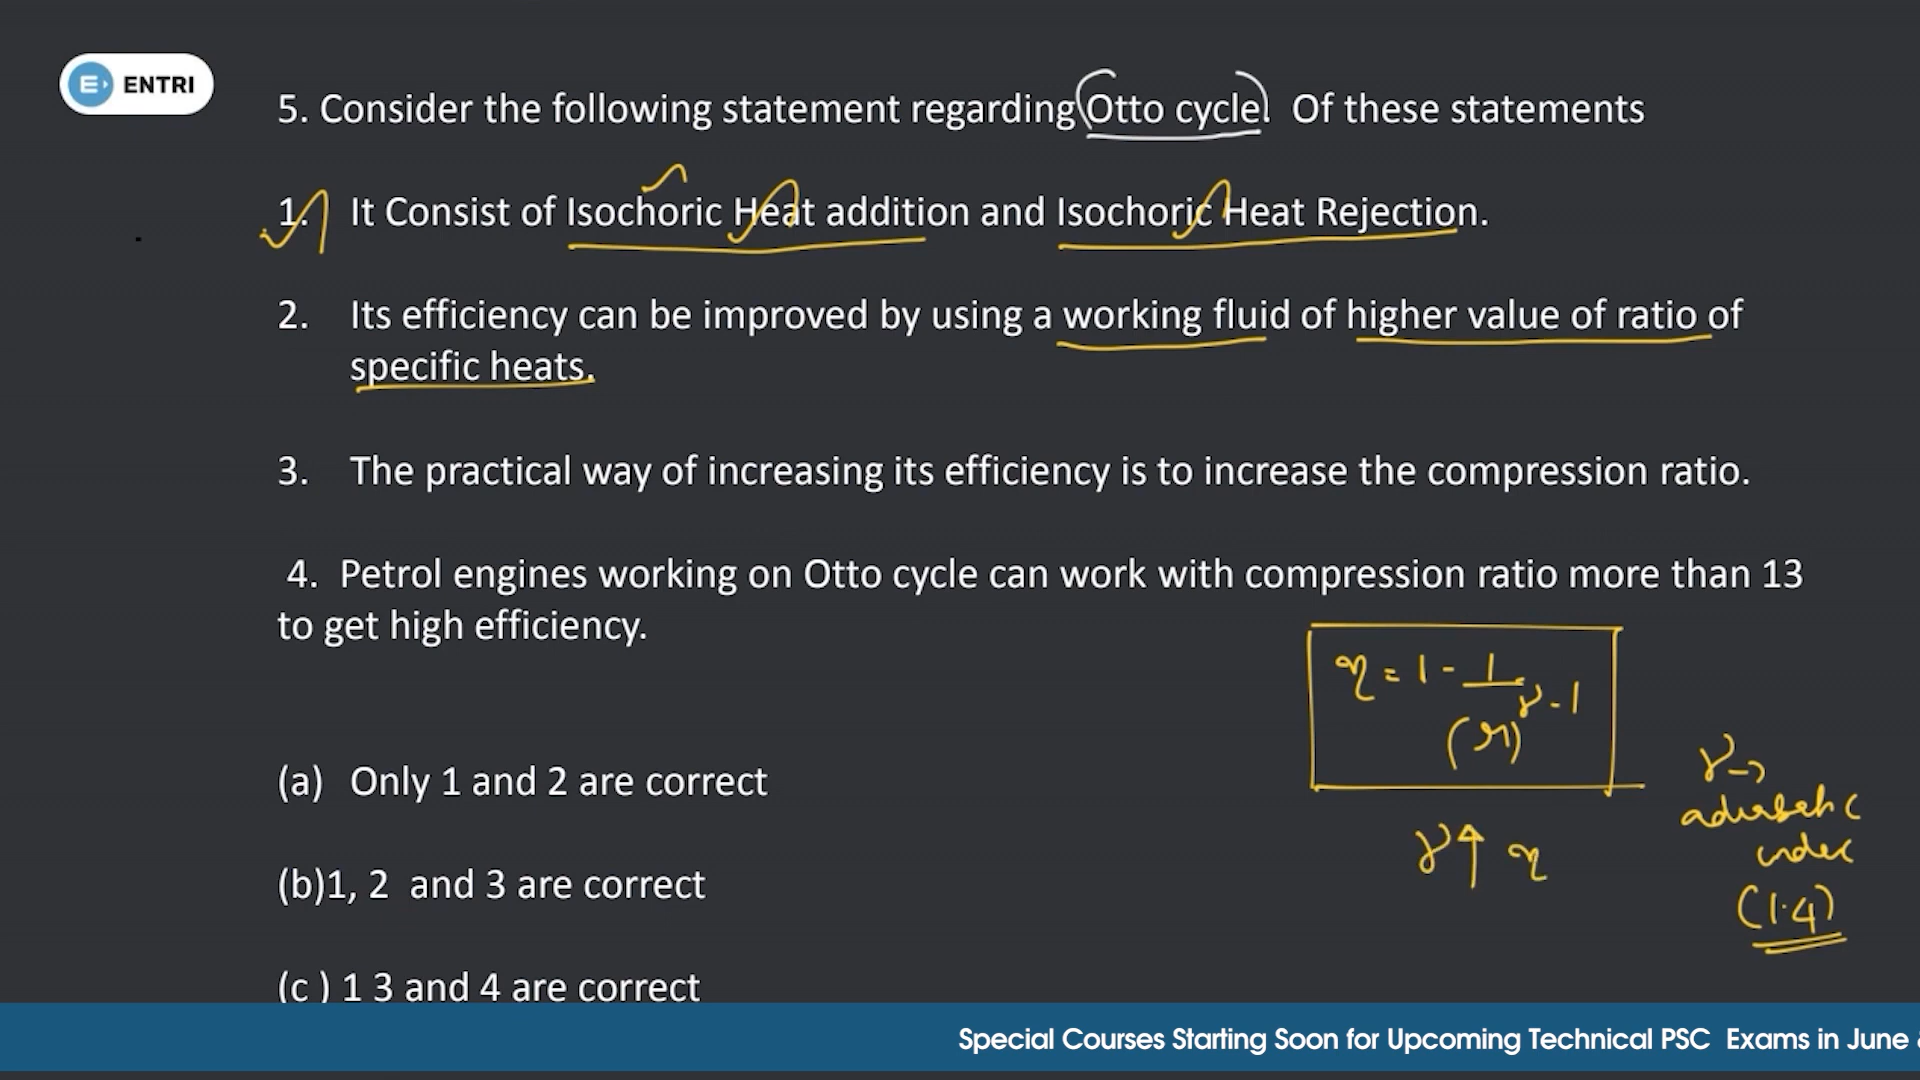 ENTRI
5. Consider the following statement regarding Otto cycle. Of these statements
1. It Consist of Isochoric Heat addition and Isochoric Heat Rejection.
2. Its efficiency can be improved by using a working fluid of higher value of ratio of
specific heats.
3. The practical way of increasing its efficiency is to increase the compression ratio.
4. Petrol engines working on Otto cycle can work with compression ratio more than 13
to get high efficiency.
η = 1 - 1
(r) γ-1
γ →
adiabatic
index
(1.4)
γ↑ η
(a) Only 1 and 2 are correct
(b)1, 2 and 3 are correct
(c ) 1 3 and 4 are correct
Special Courses Starting Soon for Upcoming Technical PSC Exams in June